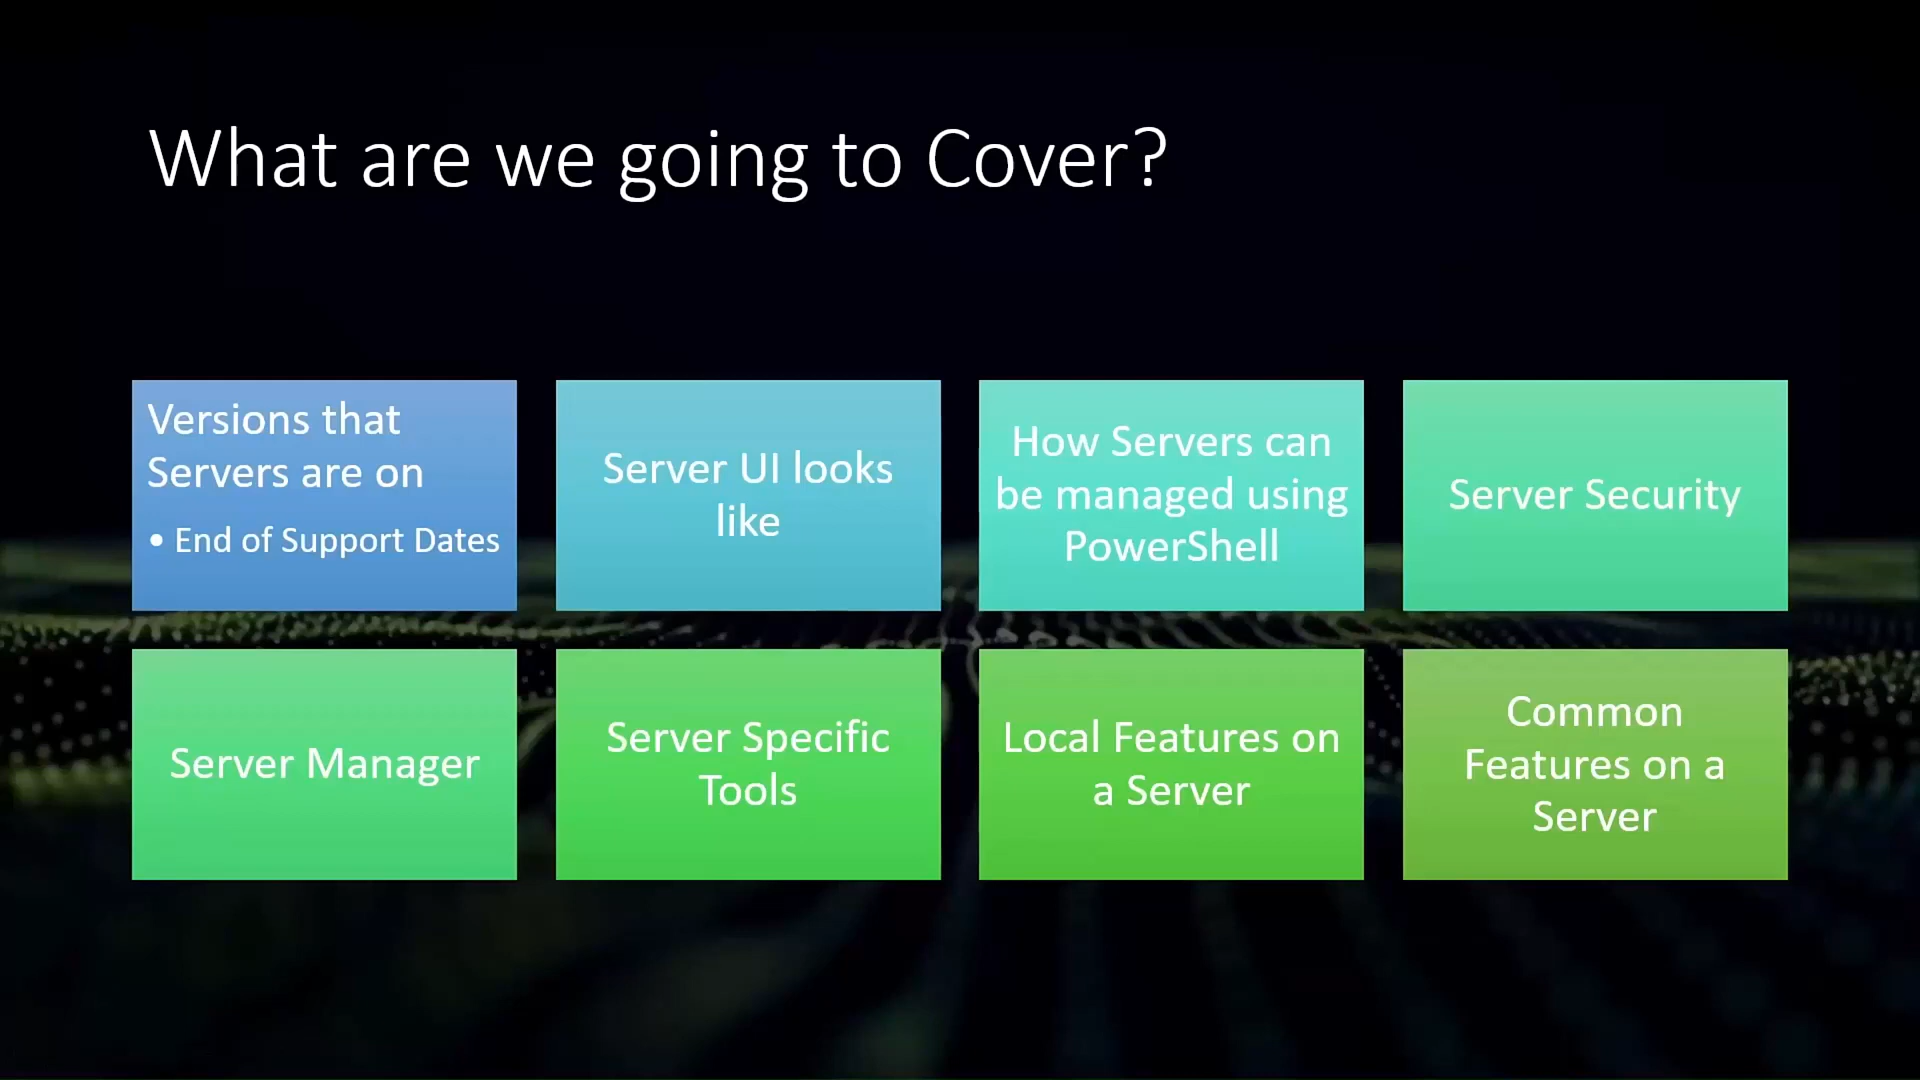 What are we going to Cover?
Versions that
Servers are on
• End of Support Dates
Server UI looks
like
How Servers can
be managed using
PowerShell
Server Security
Server Manager
Server Specific
Tools
Local Features on
a Server
Common
Features on a
Server